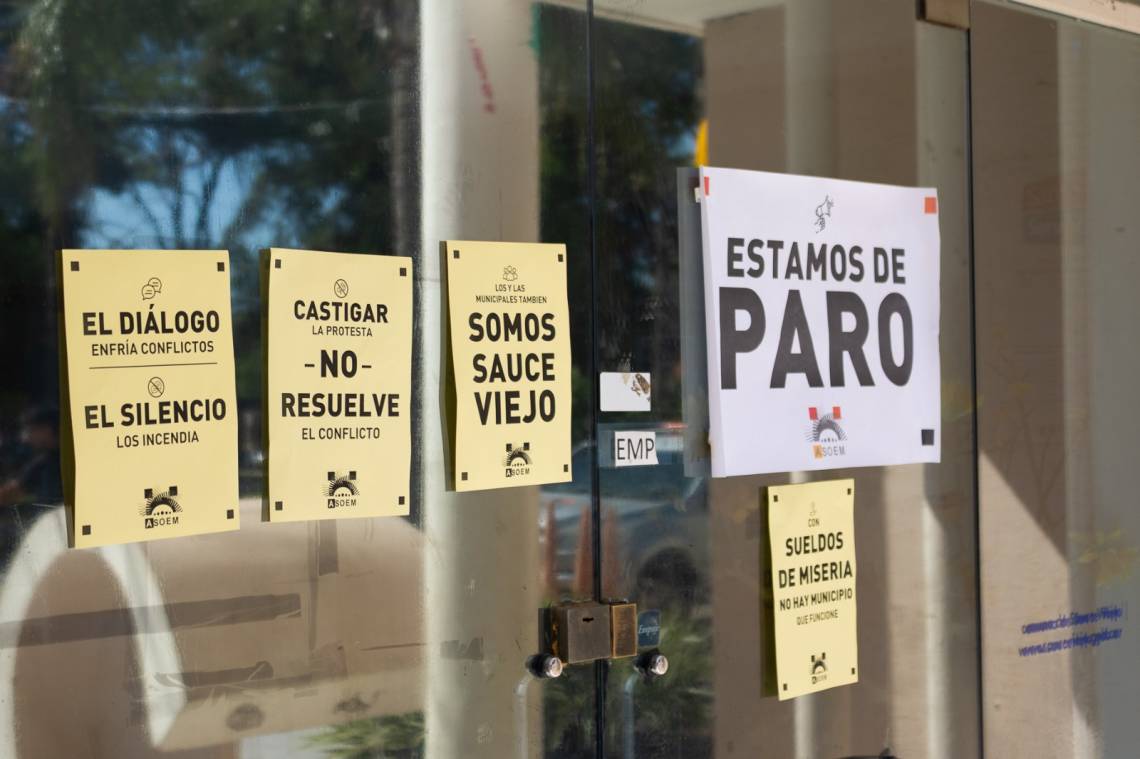 EL DIÁLOGO
ENFRÍA CONFLICTOS
EL SILENCIO
LOS INCENDIA
ASOEM
CASTIGAR
LA PROTESTA
-NO-
RESUELVE
EL CONFLICTO
ASOEM
LOS Y LAS
MUNICIPALES TAMBIEN
SOMOS
SAUCE
VIEJO
ASOEM
EMP
Empuje
ESTAMOS DE
PARO
ASOEM
CON
SUELDOS
DE MISERIA
NO HAY MUNICIPIO
QUE FUNCIONE
ASOEM